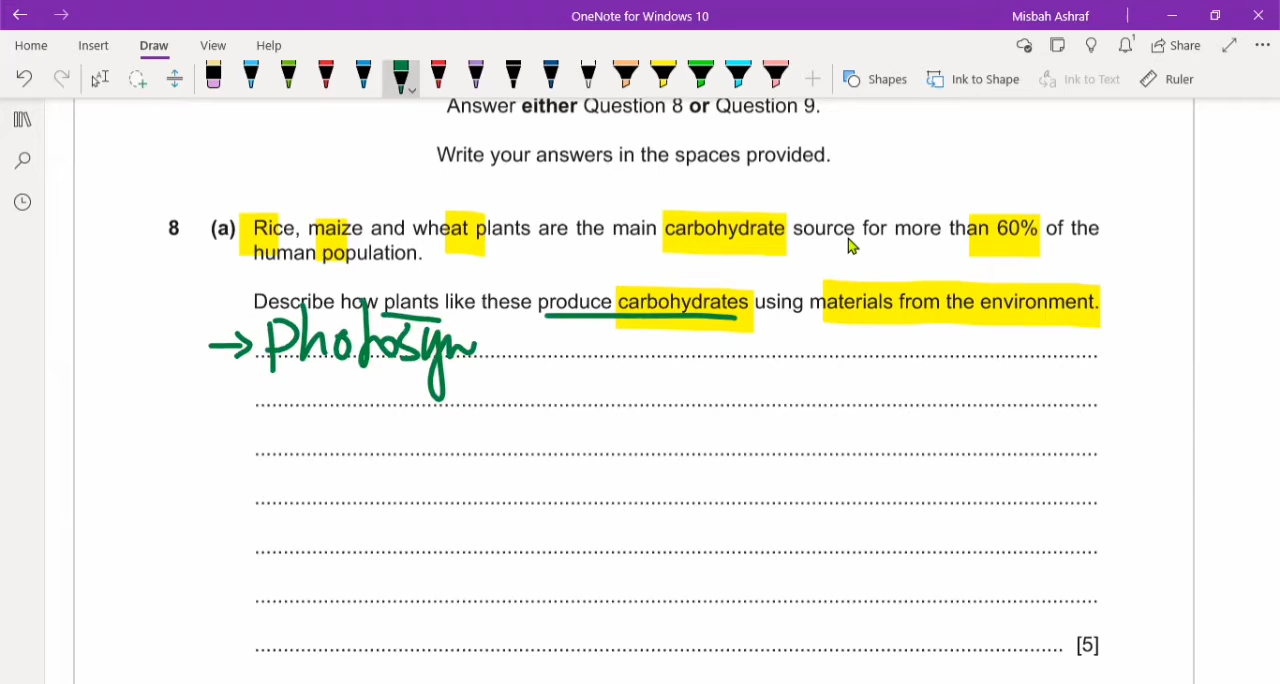 OneNote for Windows 10
Misbah Ashraf
Home Insert Draw View Help
1 Share
Shapes Ink to Shape Ink to Text Ruler
Answer either Question 8 or Question 9.
Write your answers in the spaces provided.
8 (a) Rice, maize and wheat plants are the main carbohydrate source for more than 60% of the
human population.
Describe how plants like these produce carbohydrates using materials from the environment.
→ Photosyn
[5]